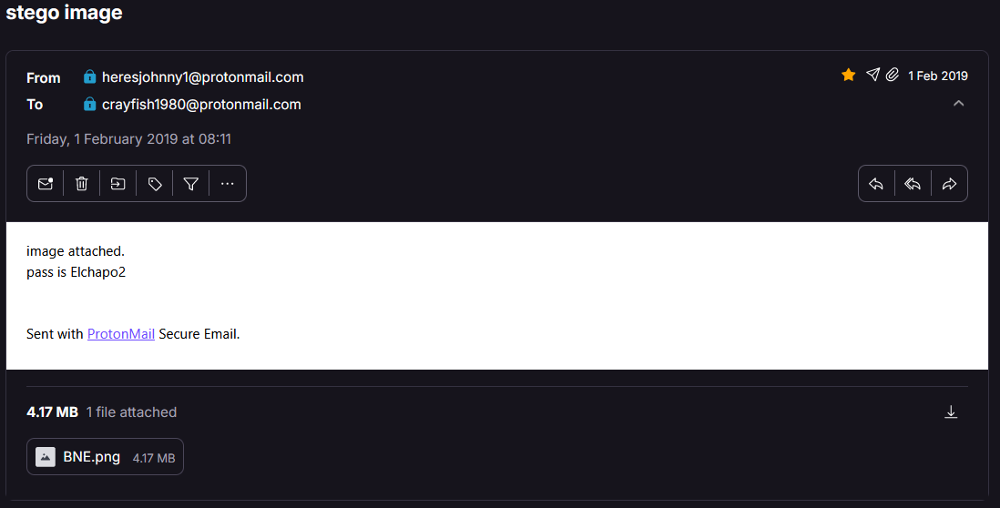 stego image
From heresjohnny1@protonmail.com 1 Feb 2019
To crayfish1980@protonmail.com
Friday, 1 February 2019 at 08:11
image attached.
pass is Elchapo2
Sent with ProtonMail Secure Email.
4.17 MB 1 file attached
BNE.png 4.17 MB